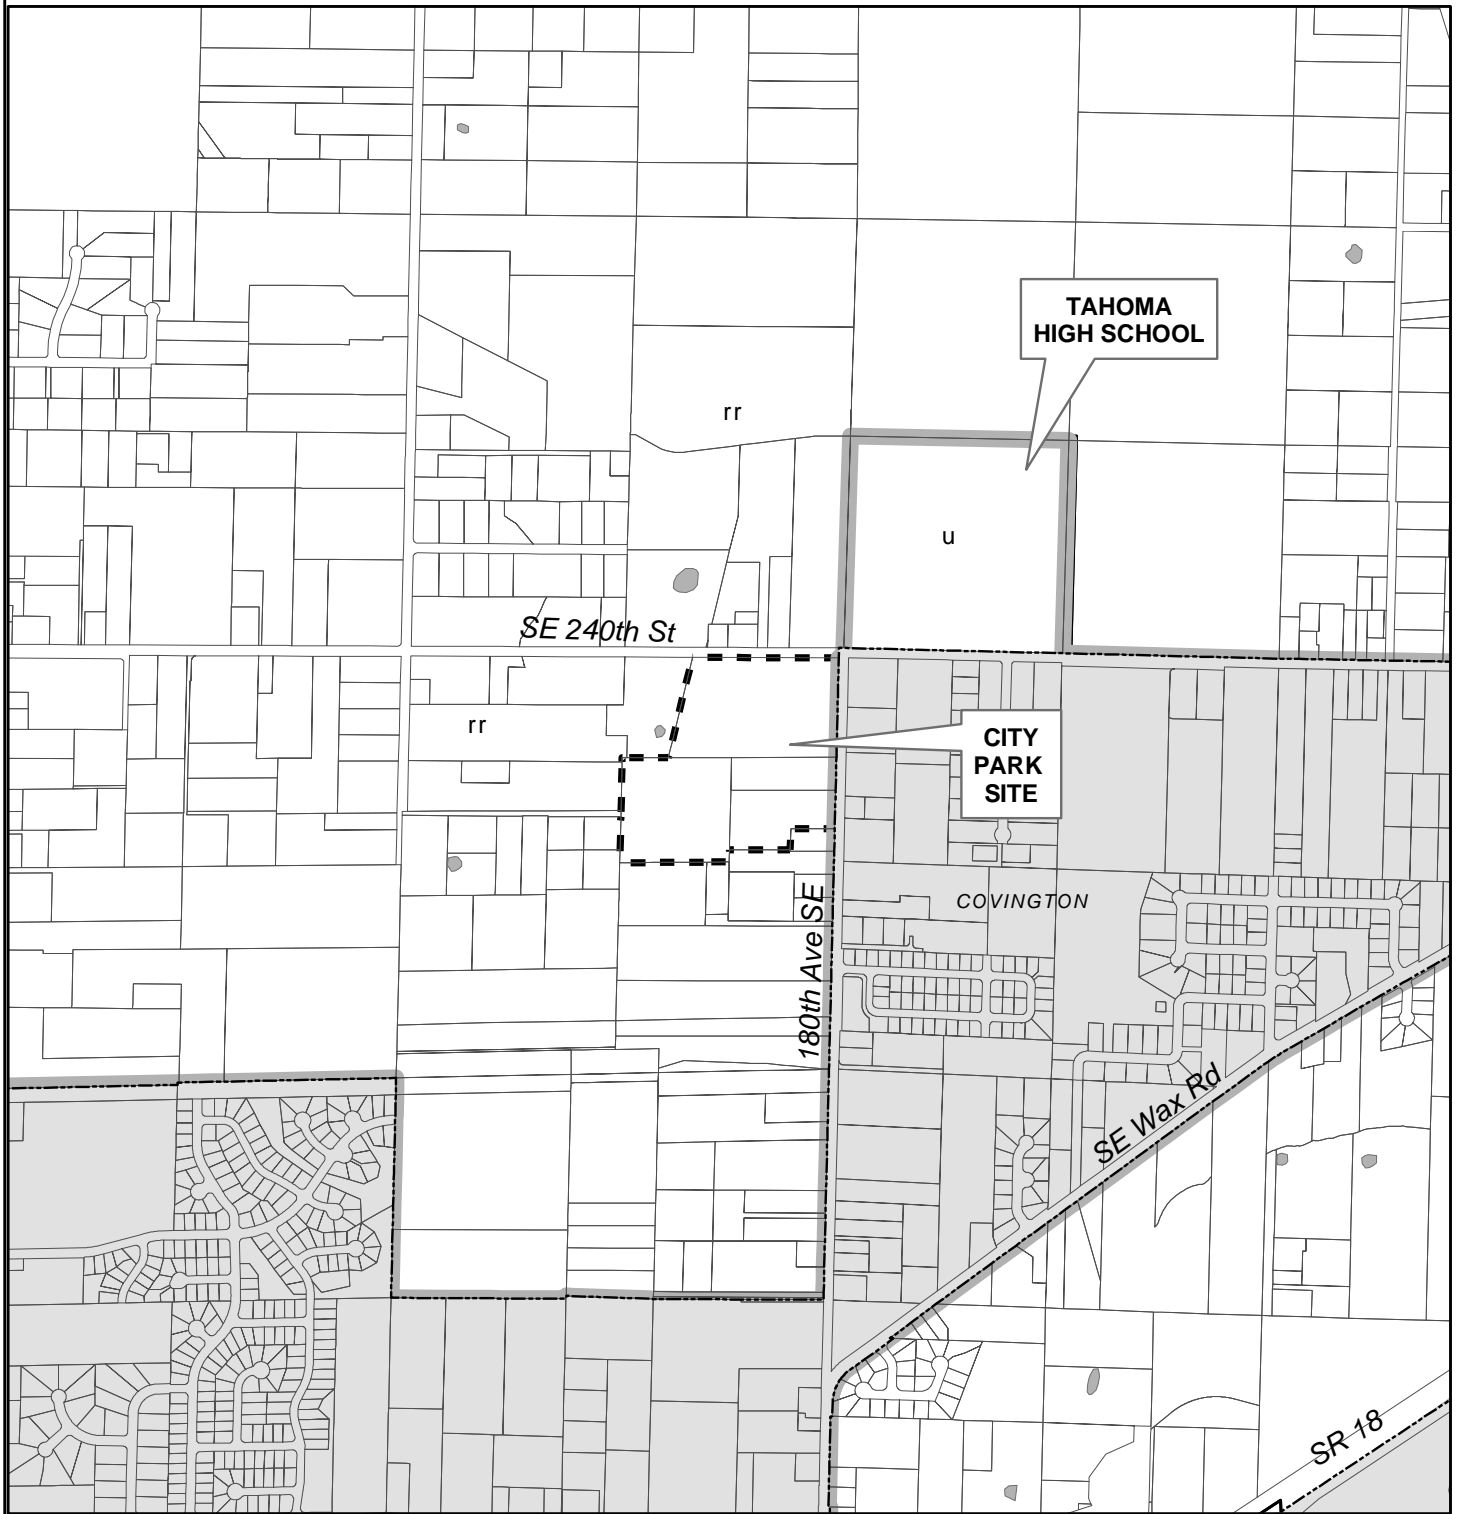 TAHOMA
HIGH SCHOOL
rr
u
SE 240th St
rr
CITY
PARK
SITE
COVINGTON
180th Ave SE
SE Wax Rd
SR 18